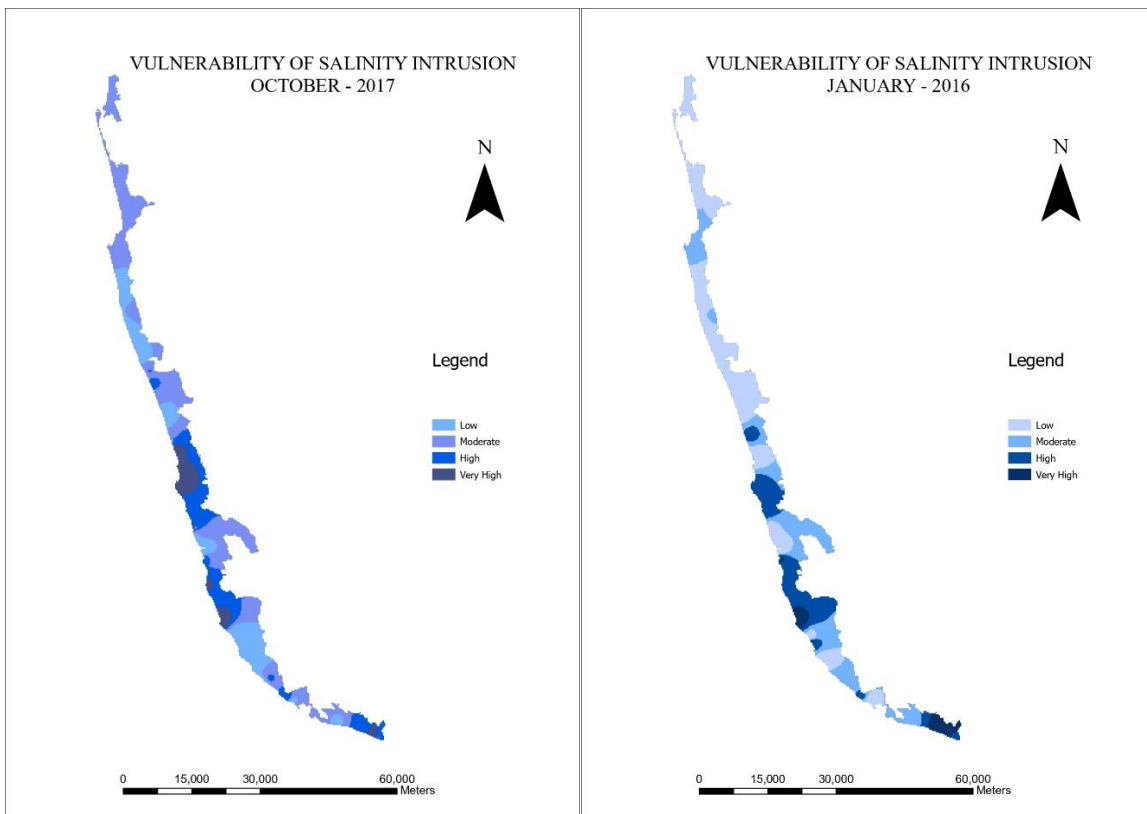 VULNERABILITY OF SALINITY INTRUSION
OCTOBER - 2017
N
Legend
Low
Moderate
High
Very High
0 15,000 30,000 60,000
Meters
VULNERABILITY OF SALINITY INTRUSION
JANUARY - 2016
N
Legend
Low
Moderate
High
Very High
0 15,000 30,000 60,000
Meters